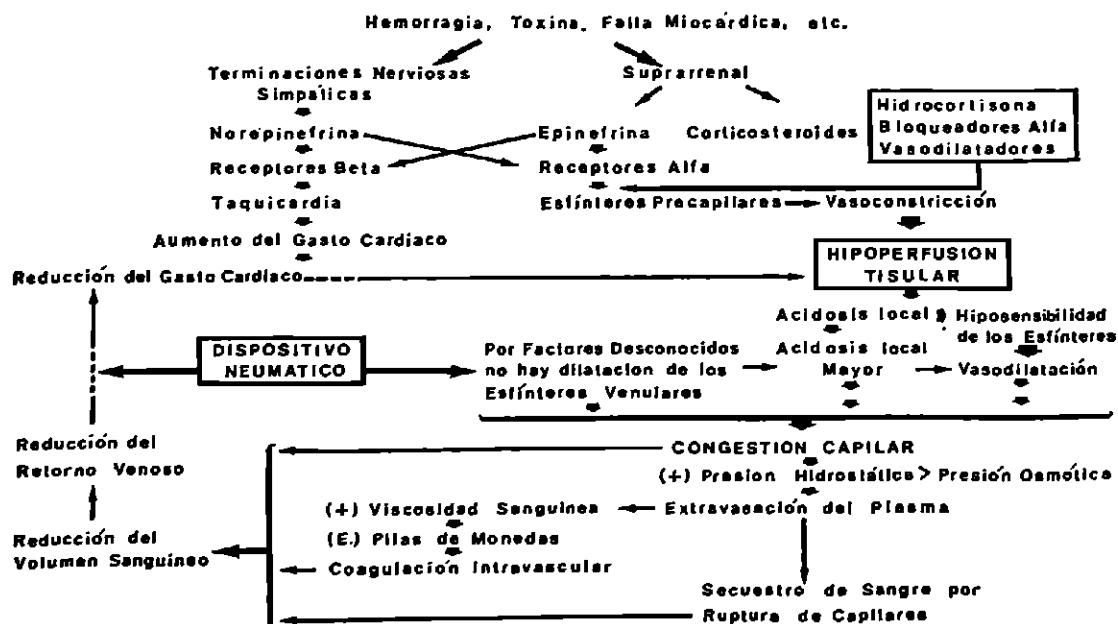 Hemorragia, Toxina, Falla Miocárdica, etc.
Terminaciones Nerviosas
Simpáticas
Suprarrenal
Norepinefrina
Epinefrina
Corticosteroides
Hidrocortisona
Bloqueadores Alfa
Vasodilatadores
Receptores Beta
Receptores Alfa
Taquicardia
Esfínteres Precapilares
Vasoconstricción
Aumento del Gasto Cardiaco
Reducción del Gasto Cardiaco
HIPOPERFUSION
TISULAR
Acidosis local
Hiposensibilidad
de los Esfínteres
DISPOSITIVO
NEUMATICO
Por Factores Desconocidos
no hay dilatacion de los
Esfínteres Venulares
Acidosis local
Mayor
Vasodilatación
Reducción del
Retorno Venoso
CONGESTION CAPILAR
(+) Presion Hidrostática > Presión Osmótica
(+) Viscosidad Sanguinea
Extravasación del Plasma
(E.) Pilas de Monedas
Reducción del
Volumen Sanguíneo
Coagulación Intravascular
Secuestro de Sangre por
Ruptura de Capilares